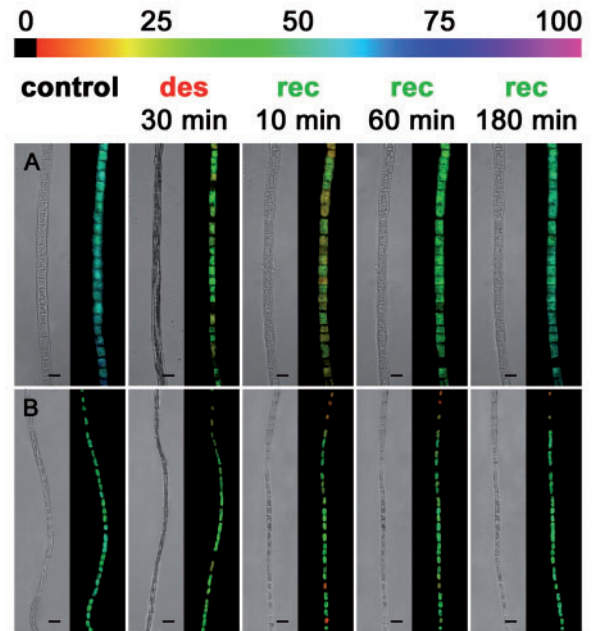 0 25 50 75 100
control des rec rec rec
30 min 10 min 60 min 180 min
A
B